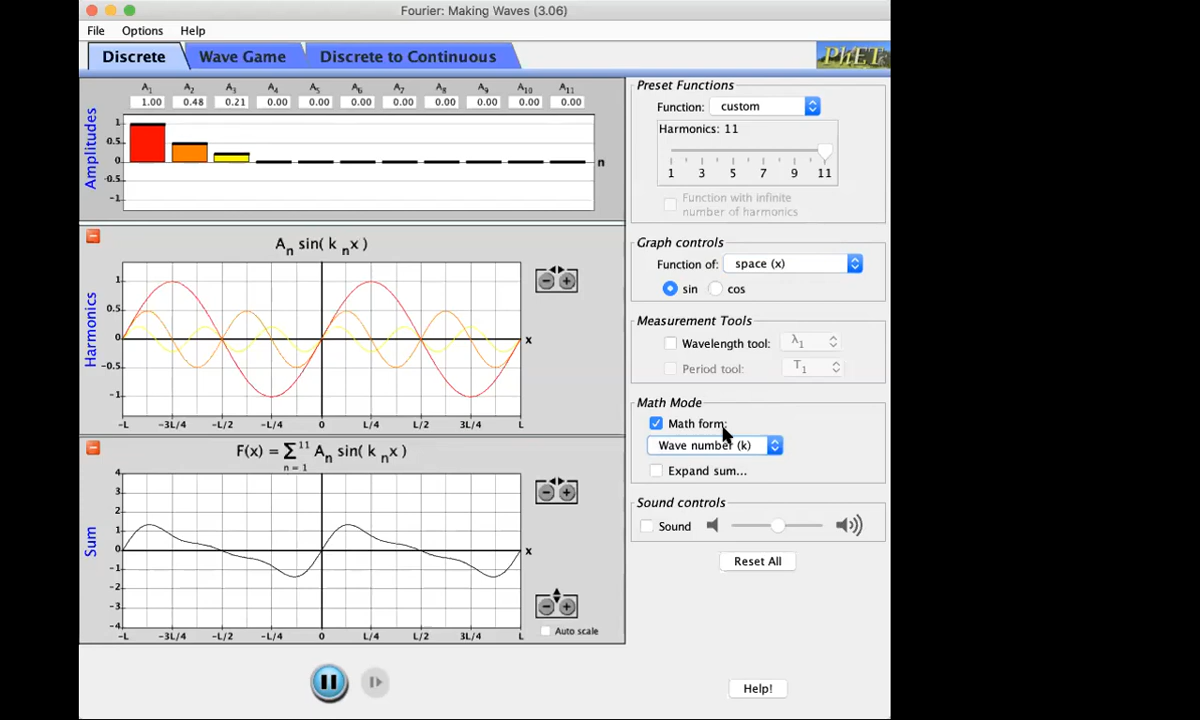 Fourier: Making Waves (3.06)
File Options Help
Discrete Wave Game Discrete to Continuous PhET
A₁ A₂ A₃ A₄ A₅ A₆ A₇ A₈ A₉ A₁₀ A₁₁
1.00 0.48 0.21 0.00 0.00 0.00 0.00 0.00 0.00 0.00 0.00
Amplitudes
1
0.5
0
-0.5
-1
n
Harmonics
Aₙ sin( k ₙx )
1
0.5
0
-0.5
-1
x
-L -3L/4 -L/2 -L/4 0 L/4 L/2 3L/4 L
Sum
F(x) = Σ¹¹ Aₙ sin( k ₙx )
n = 1
4
3
2
1
0
-1
-2
-3
-4
x
-L -3L/4 -L/2 -L/4 0 L/4 L/2 3L/4 L
Auto scale
Preset Functions
Function: custom
Harmonics: 11
1 3 5 7 9 11
Function with infinite
number of harmonics
Graph controls
Function of: space (x)
sin cos
Measurement Tools
Wavelength tool: λ₁
Period tool: T₁
Math Mode
Math form:
Wave number (k)
Expand sum...
Sound controls
Sound
Reset All
Help!